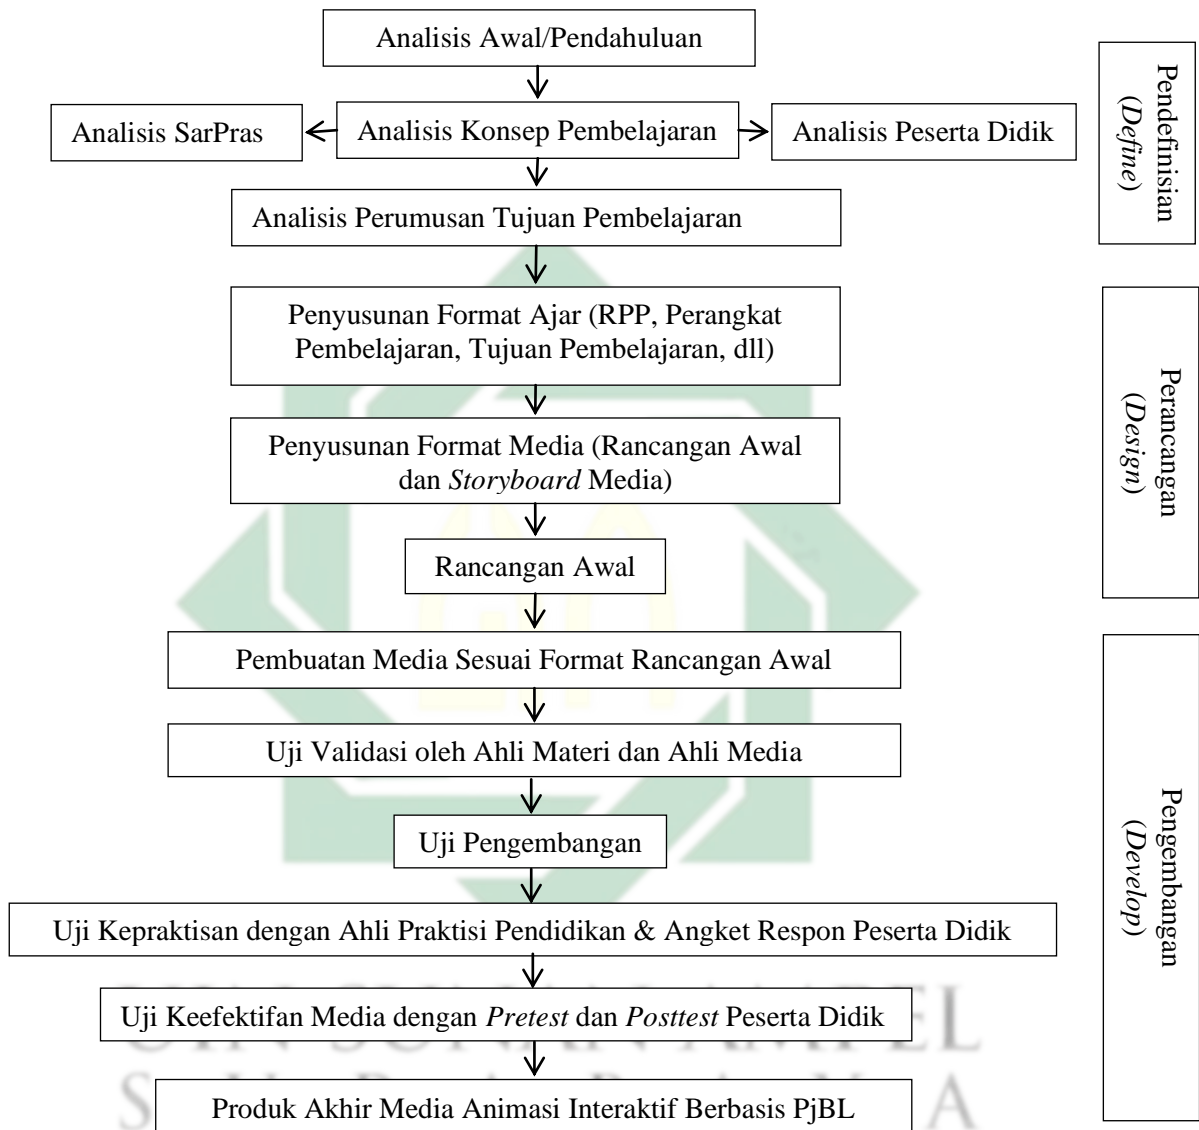 Analisis Awal/Pendahuluan
Analisis SarPras
Analisis Konsep Pembelajaran
Analisis Peserta Didik
Analisis Perumusan Tujuan Pembelajaran
Pendefinisian
(Define)
Penyusunan Format Ajar (RPP, Perangkat
Pembelajaran, Tujuan Pembelajaran, dll)
Penyusunan Format Media (Rancangan Awal
dan Storyboard Media)
Rancangan Awal
Perancangan
(Design)
Pembuatan Media Sesuai Format Rancangan Awal
Uji Validasi oleh Ahli Materi dan Ahli Media
Uji Pengembangan
Uji Kepraktisan dengan Ahli Praktisi Pendidikan & Angket Respon Peserta Didik
Uji Keefektifan Media dengan Pretest dan Posttest Peserta Didik
Produk Akhir Media Animasi Interaktif Berbasis PjBL
Pengembangan
(Develop)